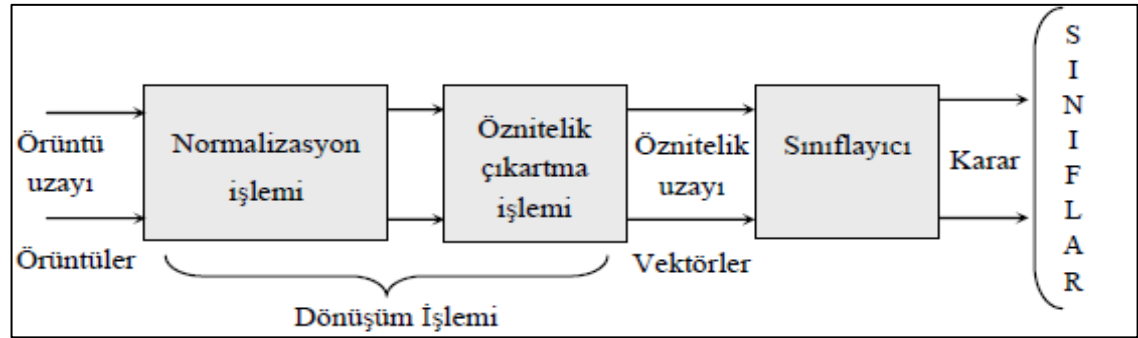 Örüntü
uzayı
Örüntüler
Normalizasyon
işlemi
Öznitelik
çıkartma
işlemi
Dönüşüm İşlemi
Öznitelik
uzayı
Vektörler
Sınıflayıcı
Karar
S
I
N
I
F
L
A
R